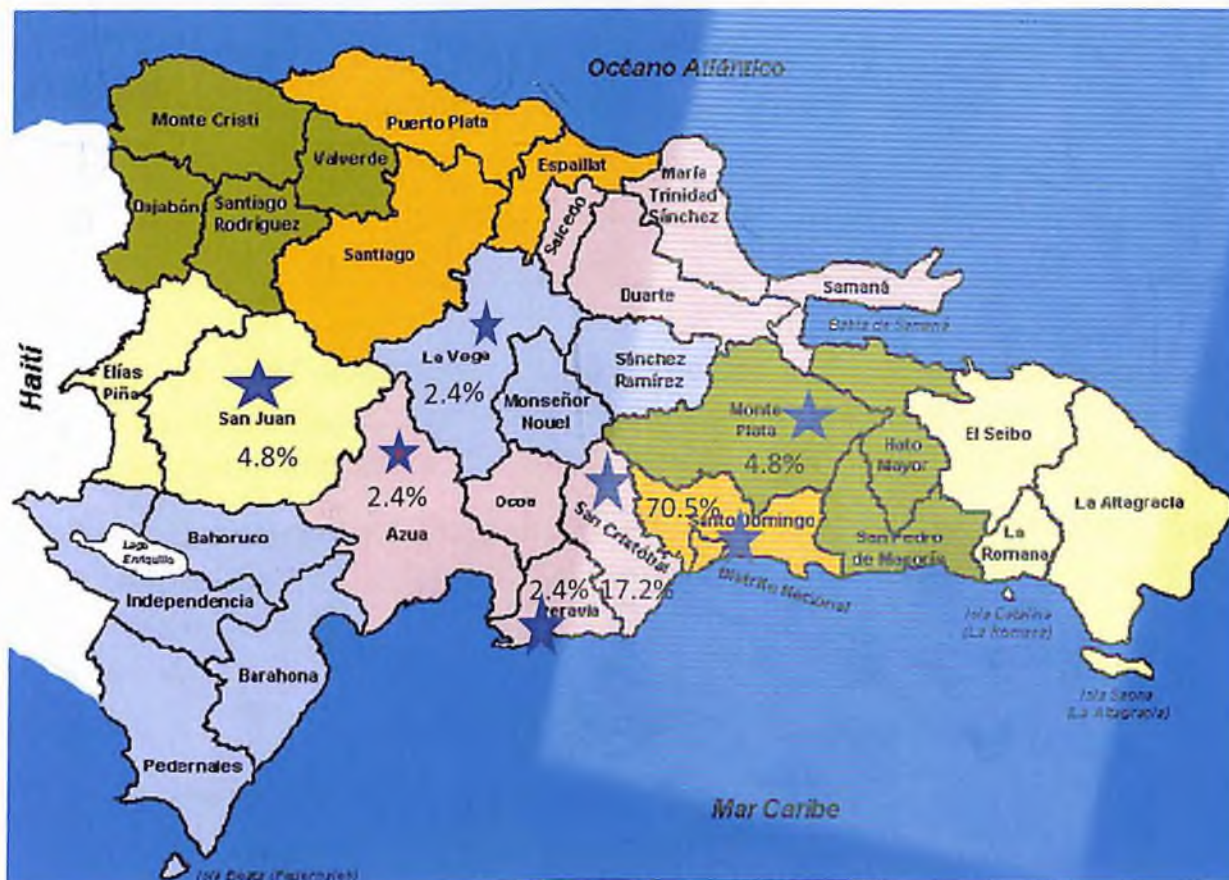 Océano Atlántico
Monte Cristi
Puerto Plata
Valverde
Espaillat
María
Trinidad
Sánchez
Dajabón
Santiago
Rodríguez
Salcedo
Santiago
Duarte
Samaná
Bahía de Samaná
Haití
Elías
Piña
San Juan
4.8%
La Vega
2.4%
Monseñor
Nouel
Sánchez
Ramírez
Monte
Plata
4.8%
Hato
Mayor
El Seibo
La Altagracia
2.4%
Azua
Ocoa
San Cristóbal
17.2%
70.5%
Santo Domingo
San Pedro
de Macorís
La
Romana
Distrito Nacional
2.4%
eravia
Lago
Enriquillo
Bahoruco
Independencia
Barahona
Pedernales
Isla Catalina
(La Romana)
Isla Saona
(La Altagracia)
Mar Caribe
Isla Beata (Pedernales)